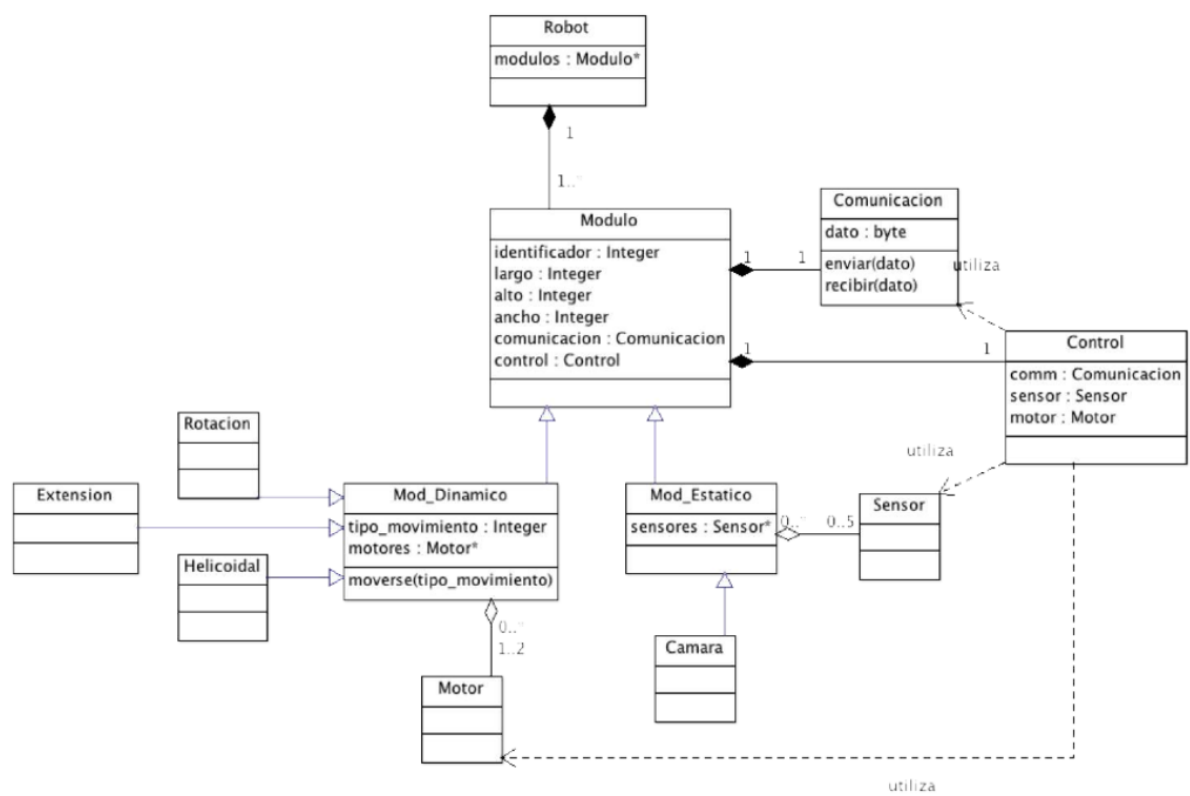 Robot
modulos : Modulo*
1
1..*
Modulo
identificador : Integer
largo : Integer
alto : Integer
ancho : Integer
comunicacion : Comunicacion
control : Control
1
1
Comunicacion
dato : byte
enviar(dato)
recibir(dato)
utiliza
1
1
Control
comm : Comunicacion
sensor : Sensor
motor : Motor
utiliza
Rotacion
Extension
Helicoidal
Mod_Dinamico
tipo_movimiento : Integer
motores : Motor*
moverse(tipo_movimiento)
Mod_Estatico
sensores : Sensor*
0..*
0..5
Sensor
0..*
1..2
Motor
Camara
utiliza